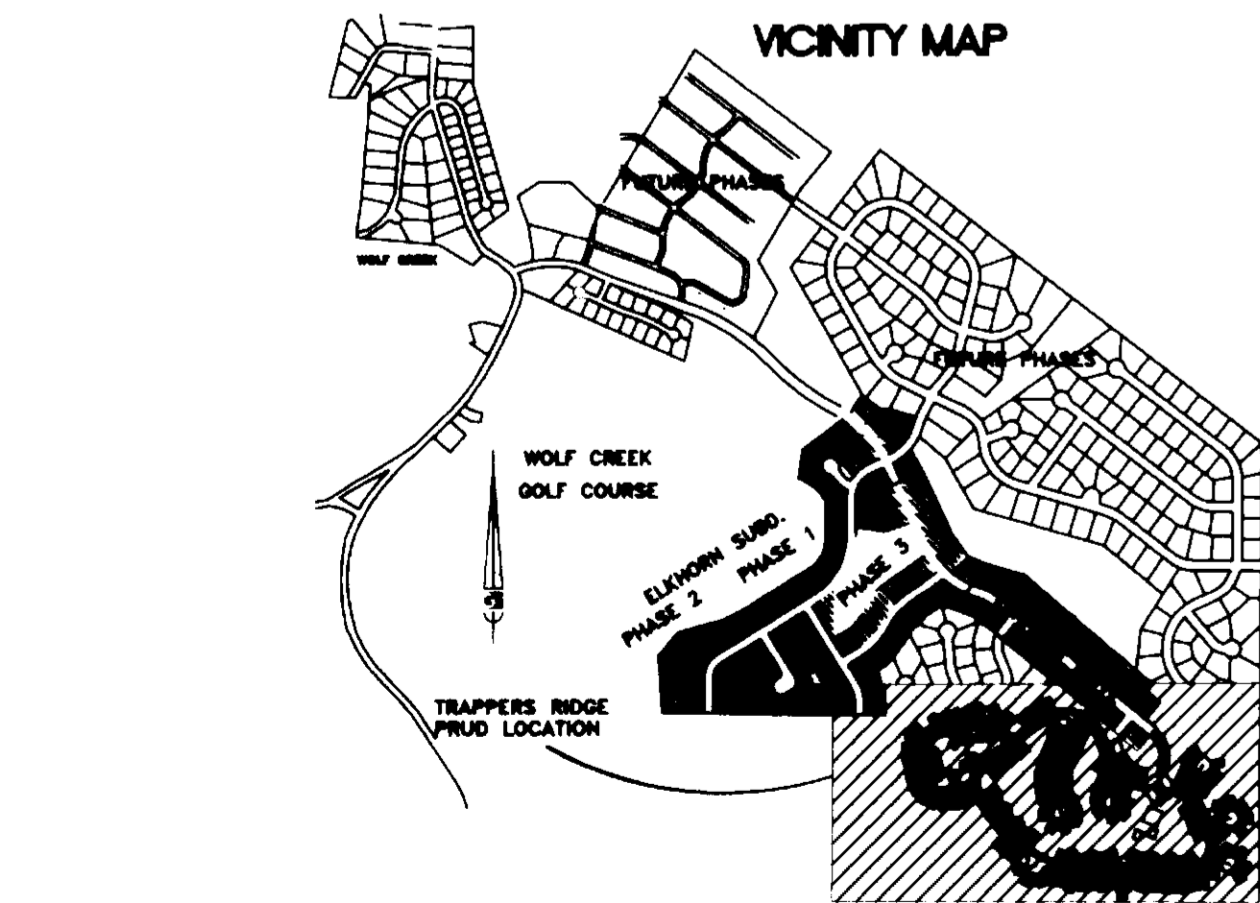 VICINITY MAP
FUTURE PHASES
WOLF CREEK
FUTURE PHASES
WOLF CREEK
GOLF COURSE
ELKHORN SUBD.
PHASE 1
PHASE 2
PHASE 3
TRAPPERS RIDGE
PRUD LOCATION